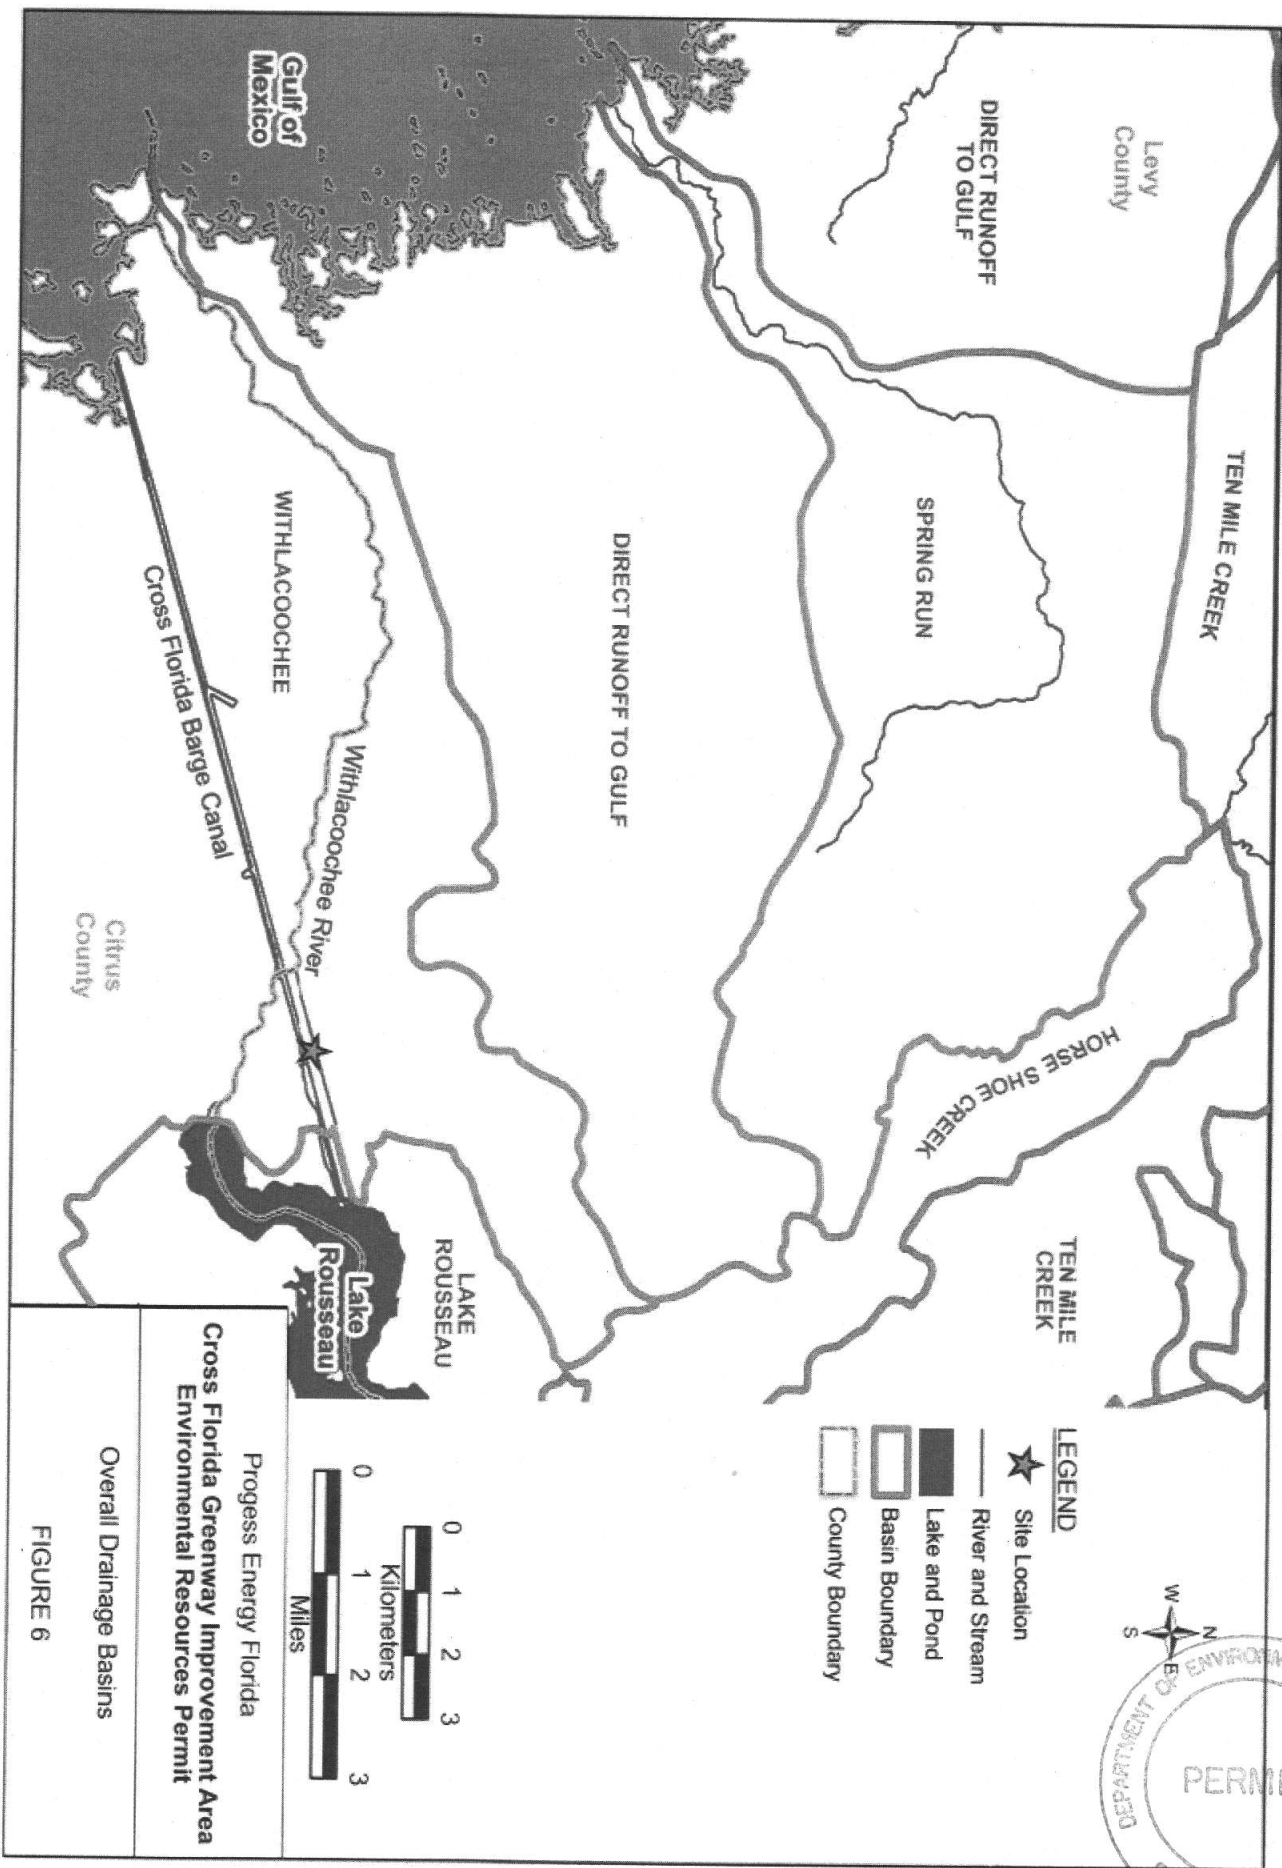 Levy
County
DIRECT RUNOFF
TO GULF
TEN MILE CREEK
SPRING RUN
HORSE SHOE CREEK
TEN MILE
CREEK
Gulf of
Mexico
DIRECT RUNOFF TO GULF
WITHLACOOCHEE
Withlacoochee River
Cross Florida Barge Canal
Citrus
County
LAKE
ROUSSEAU
Lake
Rousseau
N
W
E
S
DEPARTMENT OF
PERM
LEGEND
Site Location
River and Stream
Lake and Pond
Basin Boundary
County Boundary
0 1 2 3
Kilometers
0 1 2 3
Miles
Progess Energy Florida
Cross Florida Greenway Improvement Area
Environmental Resources Permit
Overall Drainage Basins
FIGURE 6